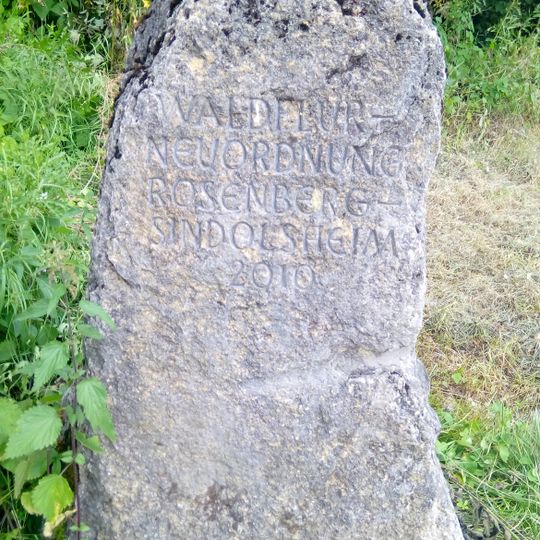 WALDFLUR-
NEUORDNUNG
ROSENBERG-
SINDOLSHEIM
2010